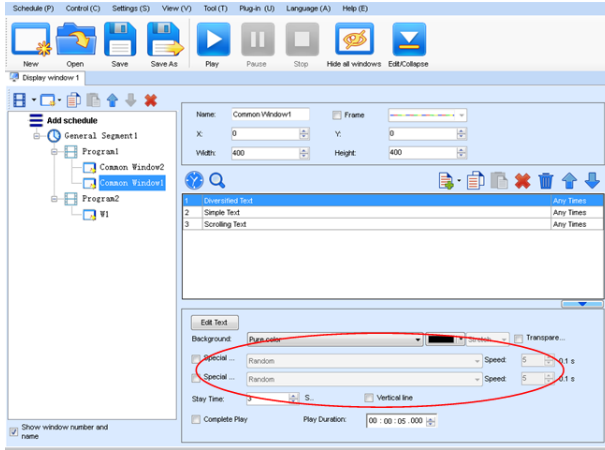 Schedule (P) Control (C) Settings (S) View (V) Tool (T) Plug-in (U) Language (A) Help (E)
New Open Save Save As Play Pause Stop Hide all windows Edit/Collapse
Display window 1
Add schedule
General Segment1
Program1
Common Window2
Common Window1
Program2
W1
Show window number and
name
Name: Common Window1 Frame
X: 0 Y: 0
Width: 400 Height: 400
1 Diversified Text Any Times
2 Simple Text Any Times
3 Scrolling Text Any Times
Edit Text
Background: Pure color Transpare...
Special ... Random Speed: 5 0.1 s
Special ... Random Speed: 5 0.1 s
Stay Time: 3 S... Vertical line
Complete Play Play Duration: 00 : 00 : 05 .000